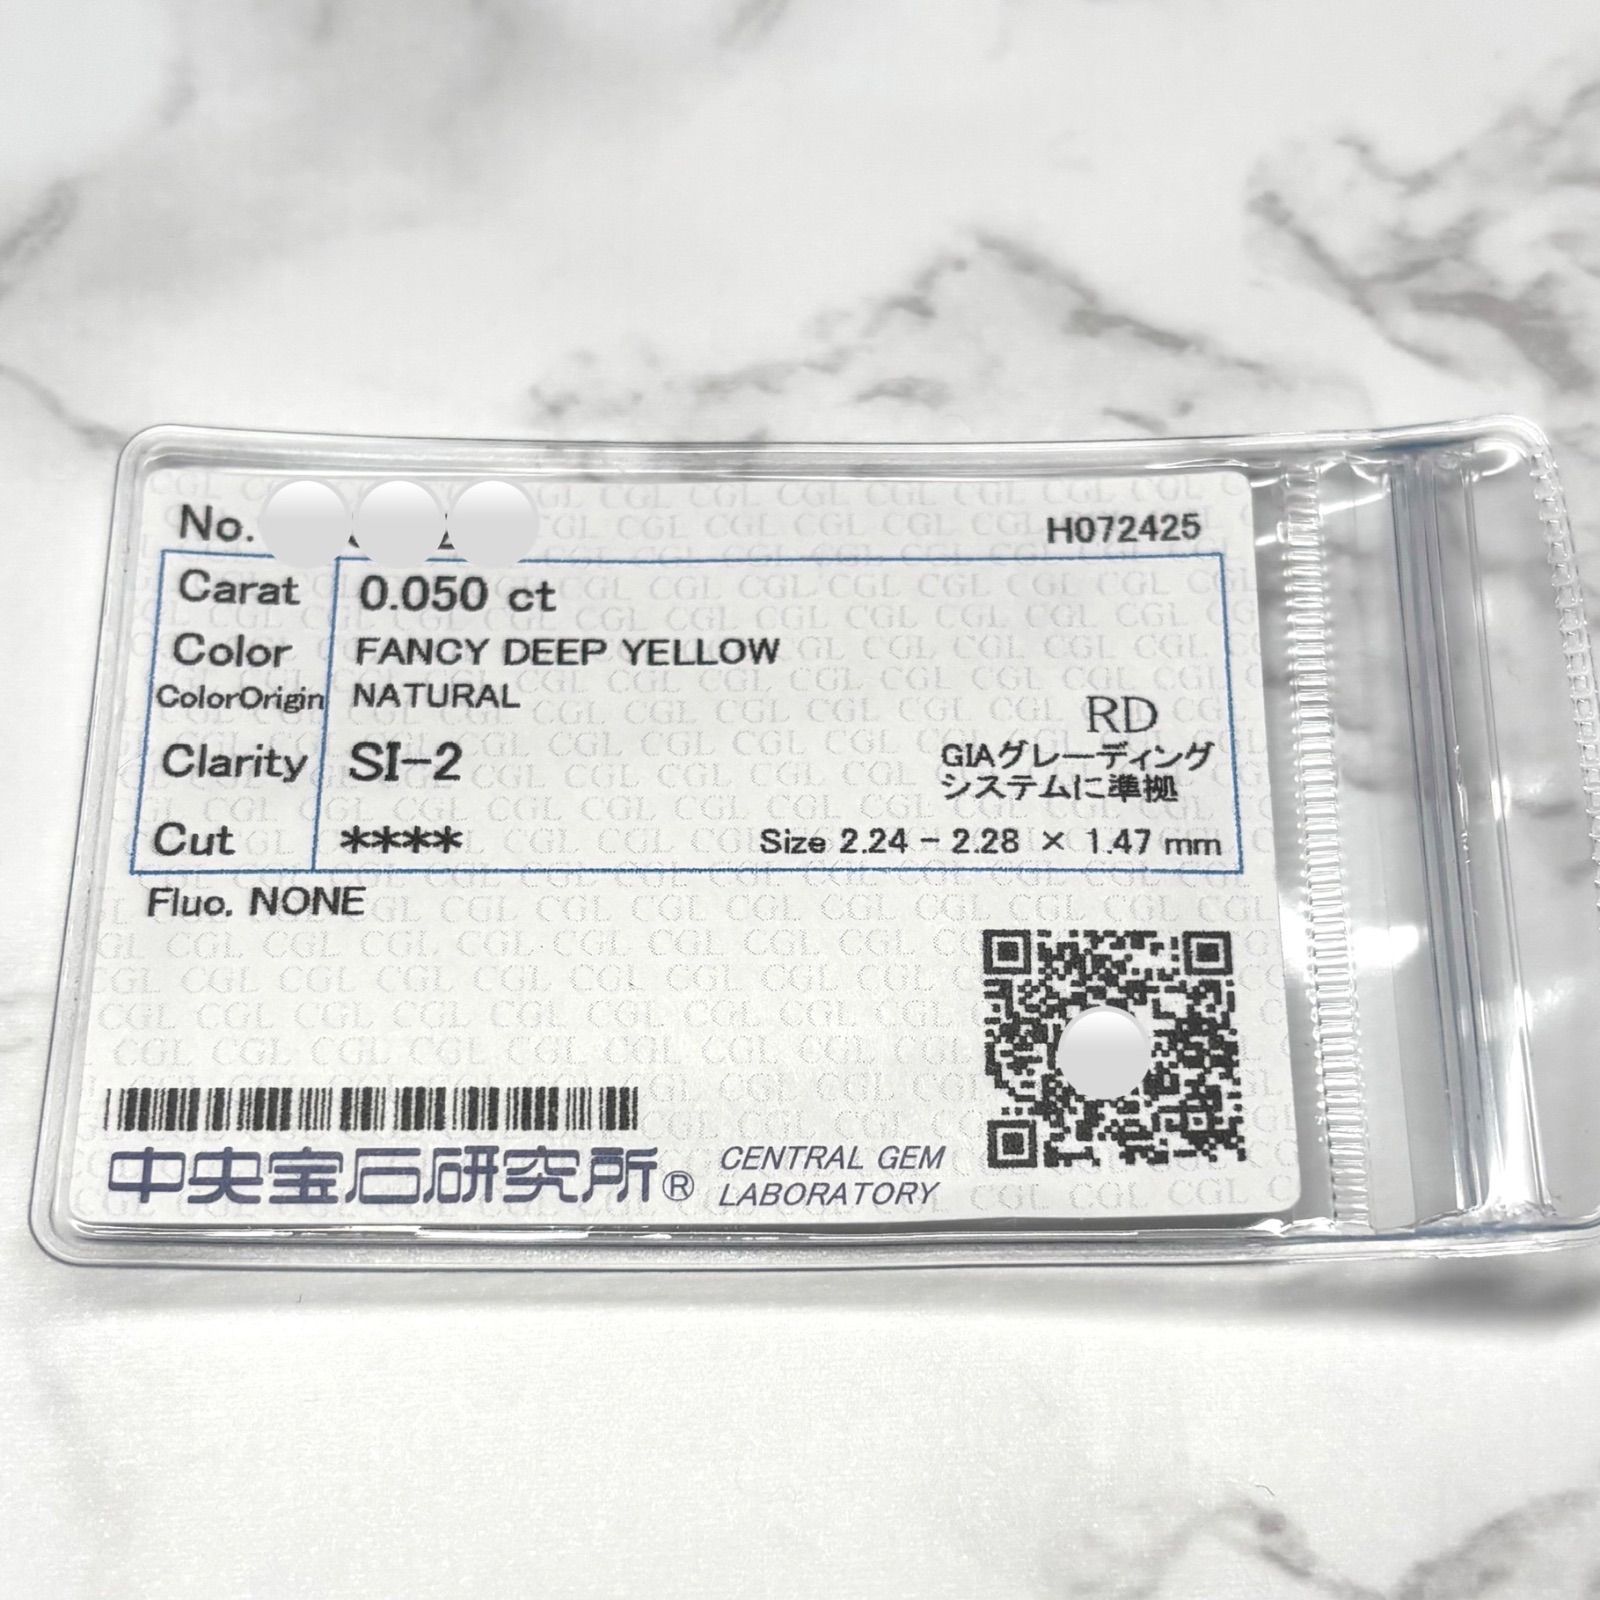 No. H072425
Carat 0.050 ct
Color FANCY DEEP YELLOW
ColorOrigin NATURAL
RD
Clarity SI-2
GIAグレーディング
システムに準拠
Cut **** Size 2.24 - 2.28 × 1.47 mm
Fluo. NONE
中央宝石研究所® CENTRAL GEM
LABORATORY